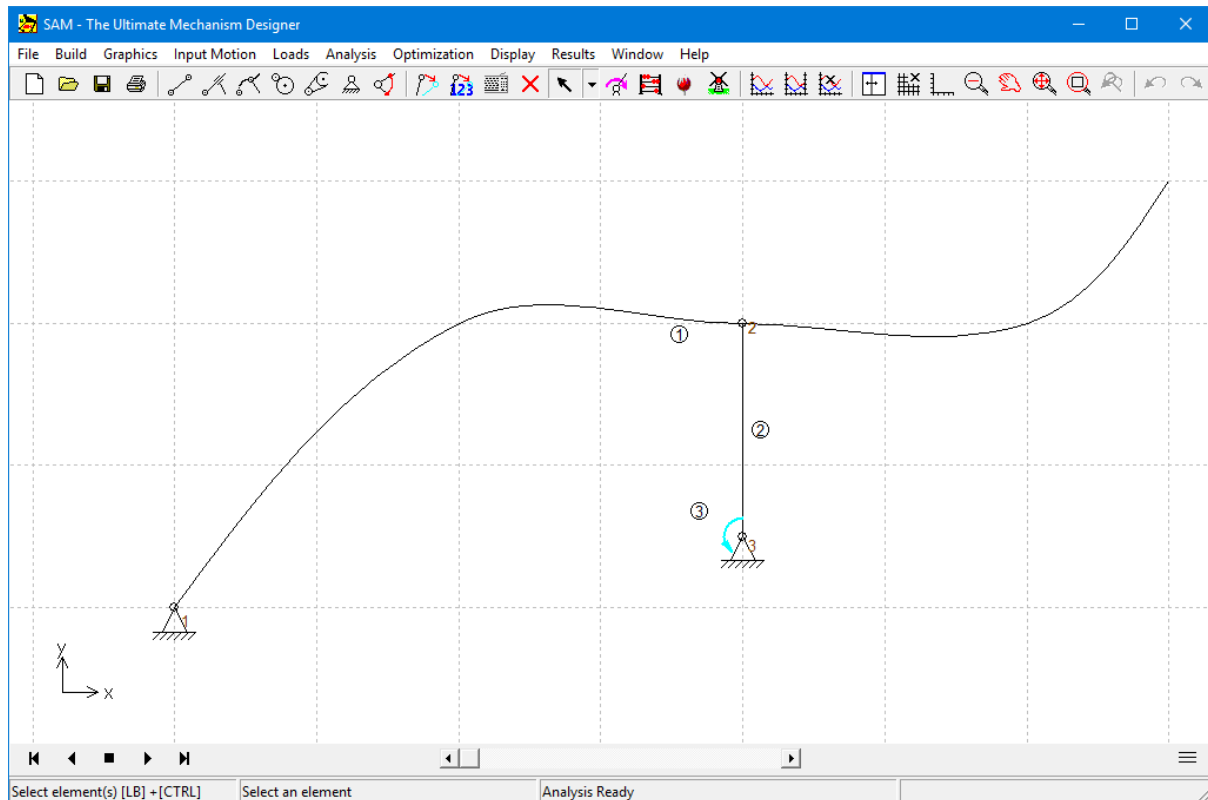 SAM - The Ultimate Mechanism Designer
File Build Graphics Input Motion Loads Analysis Optimization Display Results Window Help
123
2
1
2
3
3
1
y
x
Select element(s) [LB] +[CTRL] Select an element Analysis Ready